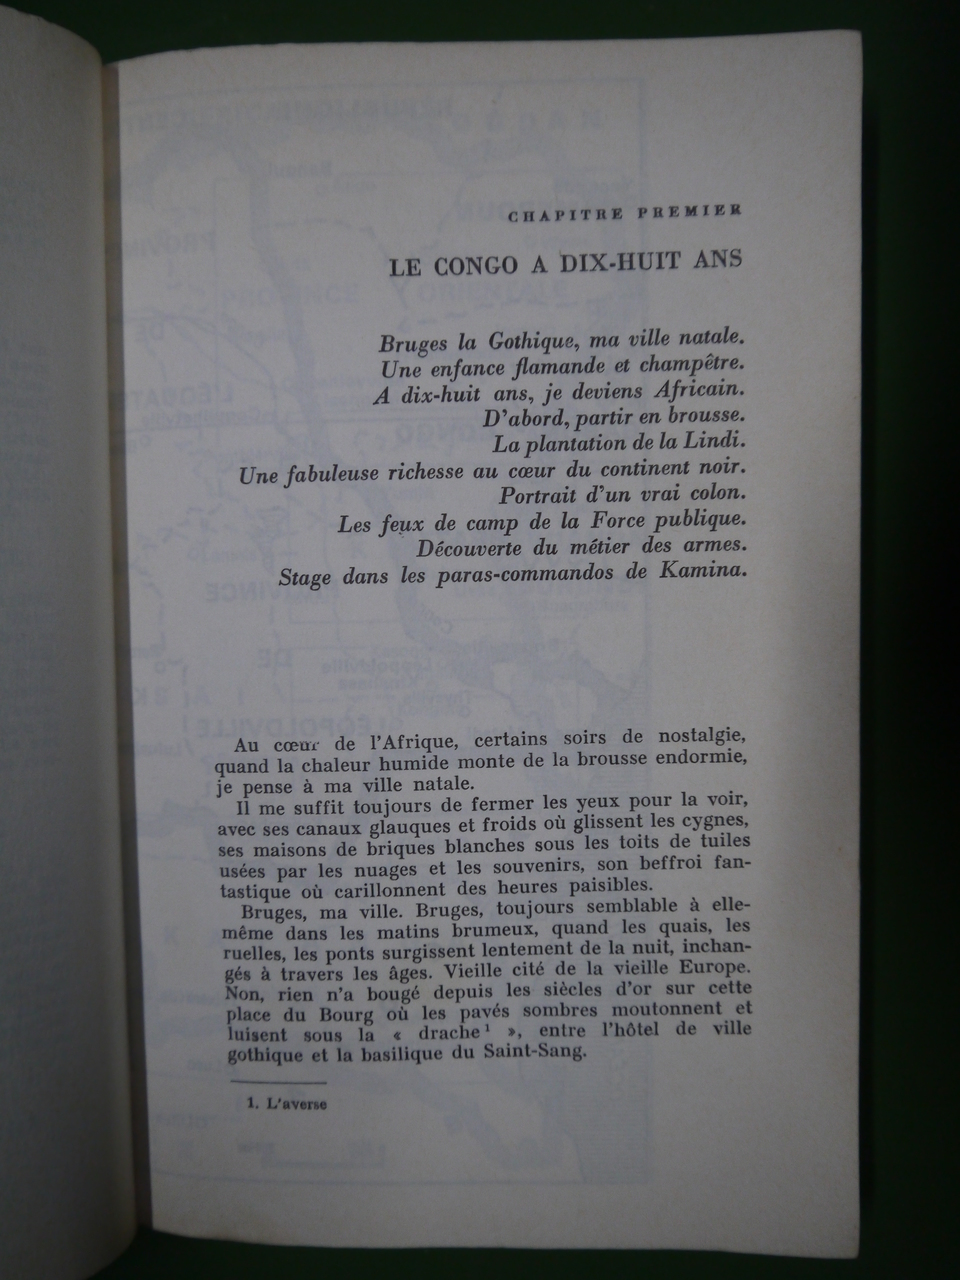 CHAPITRE PREMIER
LE CONGO A DIX-HUIT ANS
Bruges la Gothique, ma ville natale.
Une enfance flamande et champêtre.
A dix-huit ans, je deviens Africain.
D'abord, partir en brousse.
La plantation de la Lindi.
Une fabuleuse richesse au cœur du continent noir.
Portrait d'un vrai colon.
Les feux de camp de la Force publique.
Découverte du métier des armes.
Stage dans les paras-commandos de Kamina.
Au cœur de l'Afrique, certains soirs de nostalgie,
quand la chaleur humide monte de la brousse endormie,
je pense à ma ville natale.
Il me suffit toujours de fermer les yeux pour la voir,
avec ses canaux glauques et froids où glissent les cygnes,
ses maisons de briques blanches sous les toits de tuiles
usées par les nuages et les souvenirs, son beffroi fan-
tastique où carillonnent des heures paisibles.
Bruges, ma ville. Bruges, toujours semblable à elle-
même dans les matins brumeux, quand les quais, les
ruelles, les ponts surgissent lentement de la nuit, inchan-
gés à travers les âges. Vieille cité de la vieille Europe.
Non, rien n'a bougé depuis les siècles d'or sur cette
place du Bourg où les pavés sombres moutonnent et
luisent sous la « drache¹ », entre l'hôtel de ville
gothique et la basilique du Saint-Sang.
1. L'averse